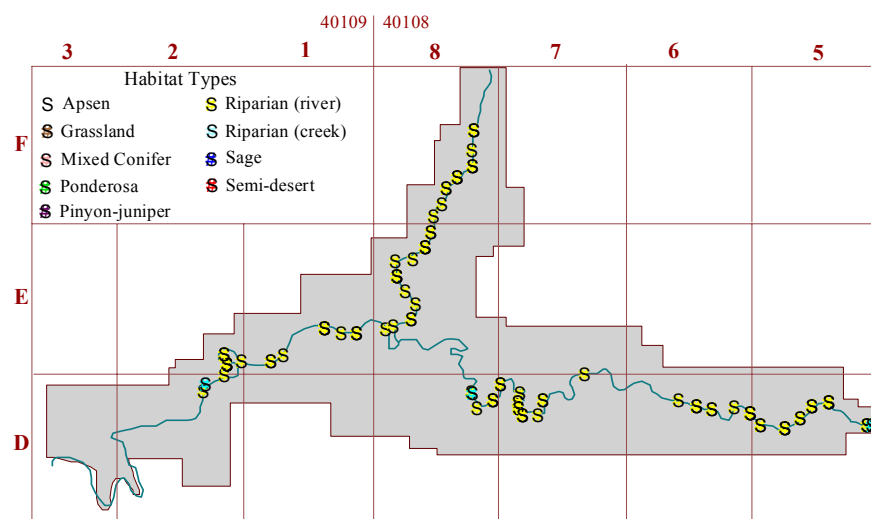 40109 40108
3 2 1 8 7 6 5
Habitat Types
S Apsen
S Riparian (river)
S Grassland
S Riparian (creek)
S Mixed Conifer
S Sage
S Ponderosa
S Semi-desert
S Pinyon-juniper
F
E
D